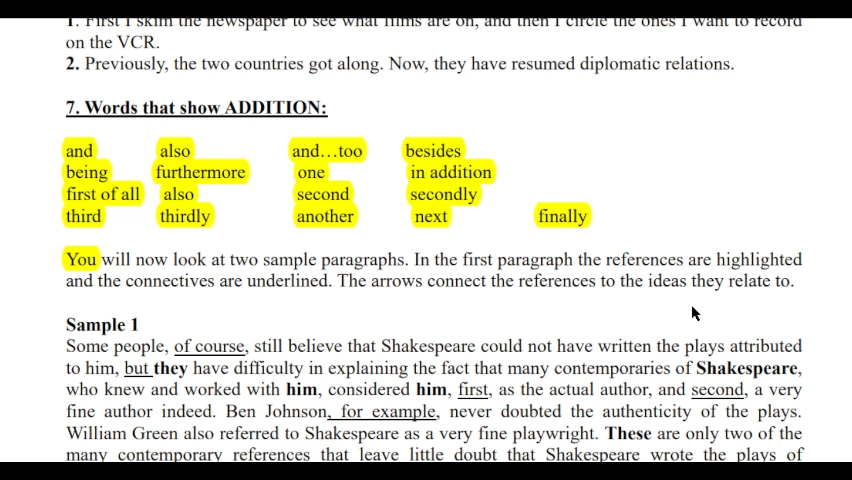 1. First I skim the newspaper to see what films are on, and then I circle the ones I want to record
on the VCR.
2. Previously, the two countries got along. Now, they have resumed diplomatic relations.
7. Words that show ADDITION:
and also and…too besides
being furthermore one in addition
first of all also second secondly
third thirdly another next finally
You will now look at two sample paragraphs. In the first paragraph the references are highlighted
and the connectives are underlined. The arrows connect the references to the ideas they relate to.
Sample 1
Some people, of course, still believe that Shakespeare could not have written the plays attributed
to him, but they have difficulty in explaining the fact that many contemporaries of Shakespeare,
who knew and worked with him, considered him, first, as the actual author, and second, a very
fine author indeed. Ben Johnson, for example, never doubted the authenticity of the plays.
William Green also referred to Shakespeare as a very fine playwright. These are only two of the
many contemporary references that leave little doubt that Shakespeare wrote the plays of